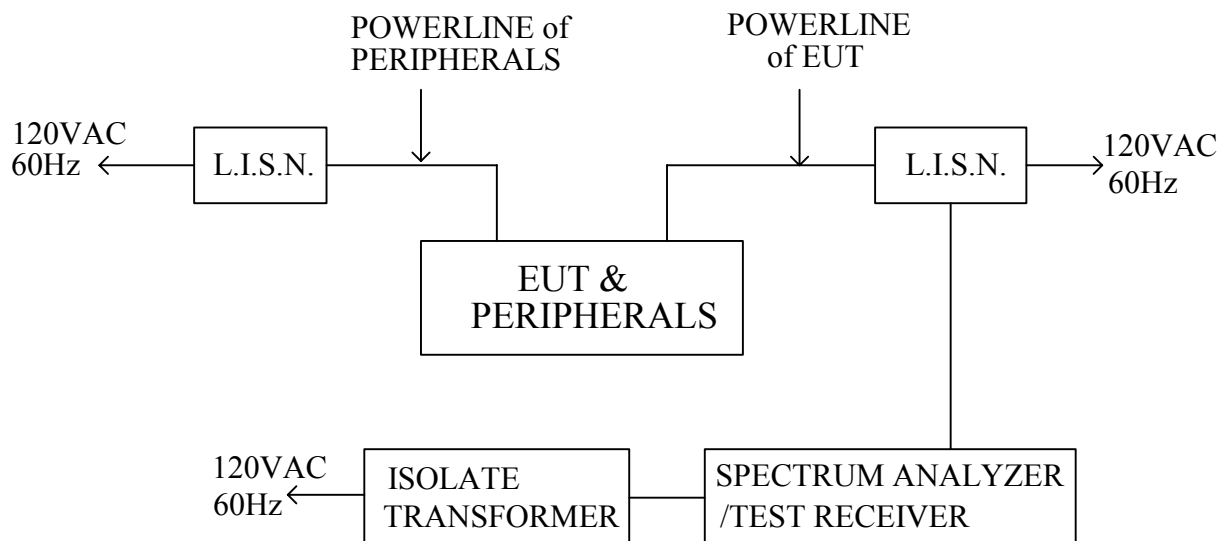 POWERLINE of
PERIPHERALS
POWERLINE
of EUT
120VAC
60Hz
L.I.S.N.
L.I.S.N.
120VAC
60Hz
EUT &
PERIPHERALS
120VAC
60Hz
ISOLATE
TRANSFORMER
SPECTRUM ANALYZER
/TEST RECEIVER